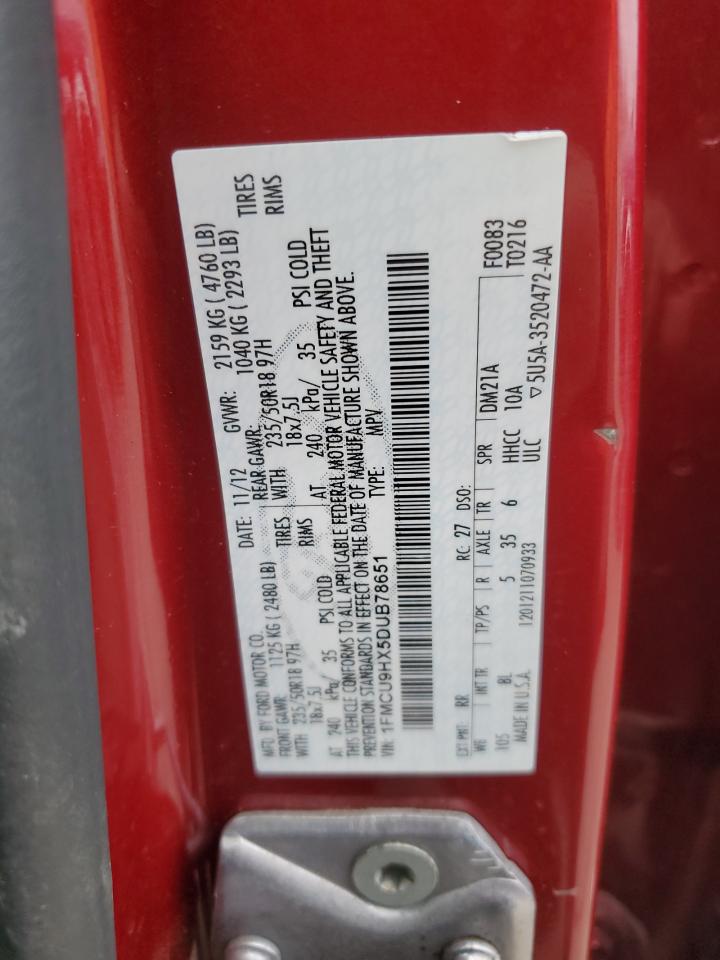 MFD. BY FORD MOTOR CO.
DATE: 11/12 GVWR: 2159 KG ( 4760 LB)
FRONT GAWR: 1125 KG ( 2480 LB) REAR GAWR: 1040 KG ( 2293 LB)
WITH 235/50R18 97H TIRES WITH 235/50R18 97H TIRES
18x7.5J RIMS 18x7.5J RIMS
AT 240 kPa/ 35 PSI COLD AT 240 kPa/ 35 PSI COLD
THIS VEHICLE CONFORMS TO ALL APPLICABLE FEDERAL MOTOR VEHICLE SAFETY AND THEFT
PREVENTION STANDARDS IN EFFECT ON THE DATE OF MANUFACTURE SHOWN ABOVE.
VIN: 1FMCU9HX5DUB78651 TYPE: MPV
EXT PNT: RR RC: 27 DSO: F0083
WB INT TR TP/PS R AXLE TR SPR DM21A T0216
105 8L 5 35 6 HHCC 10A
MADE IN U.S.A. 1201211070933 ULC ▽5U5A-3520472-AA